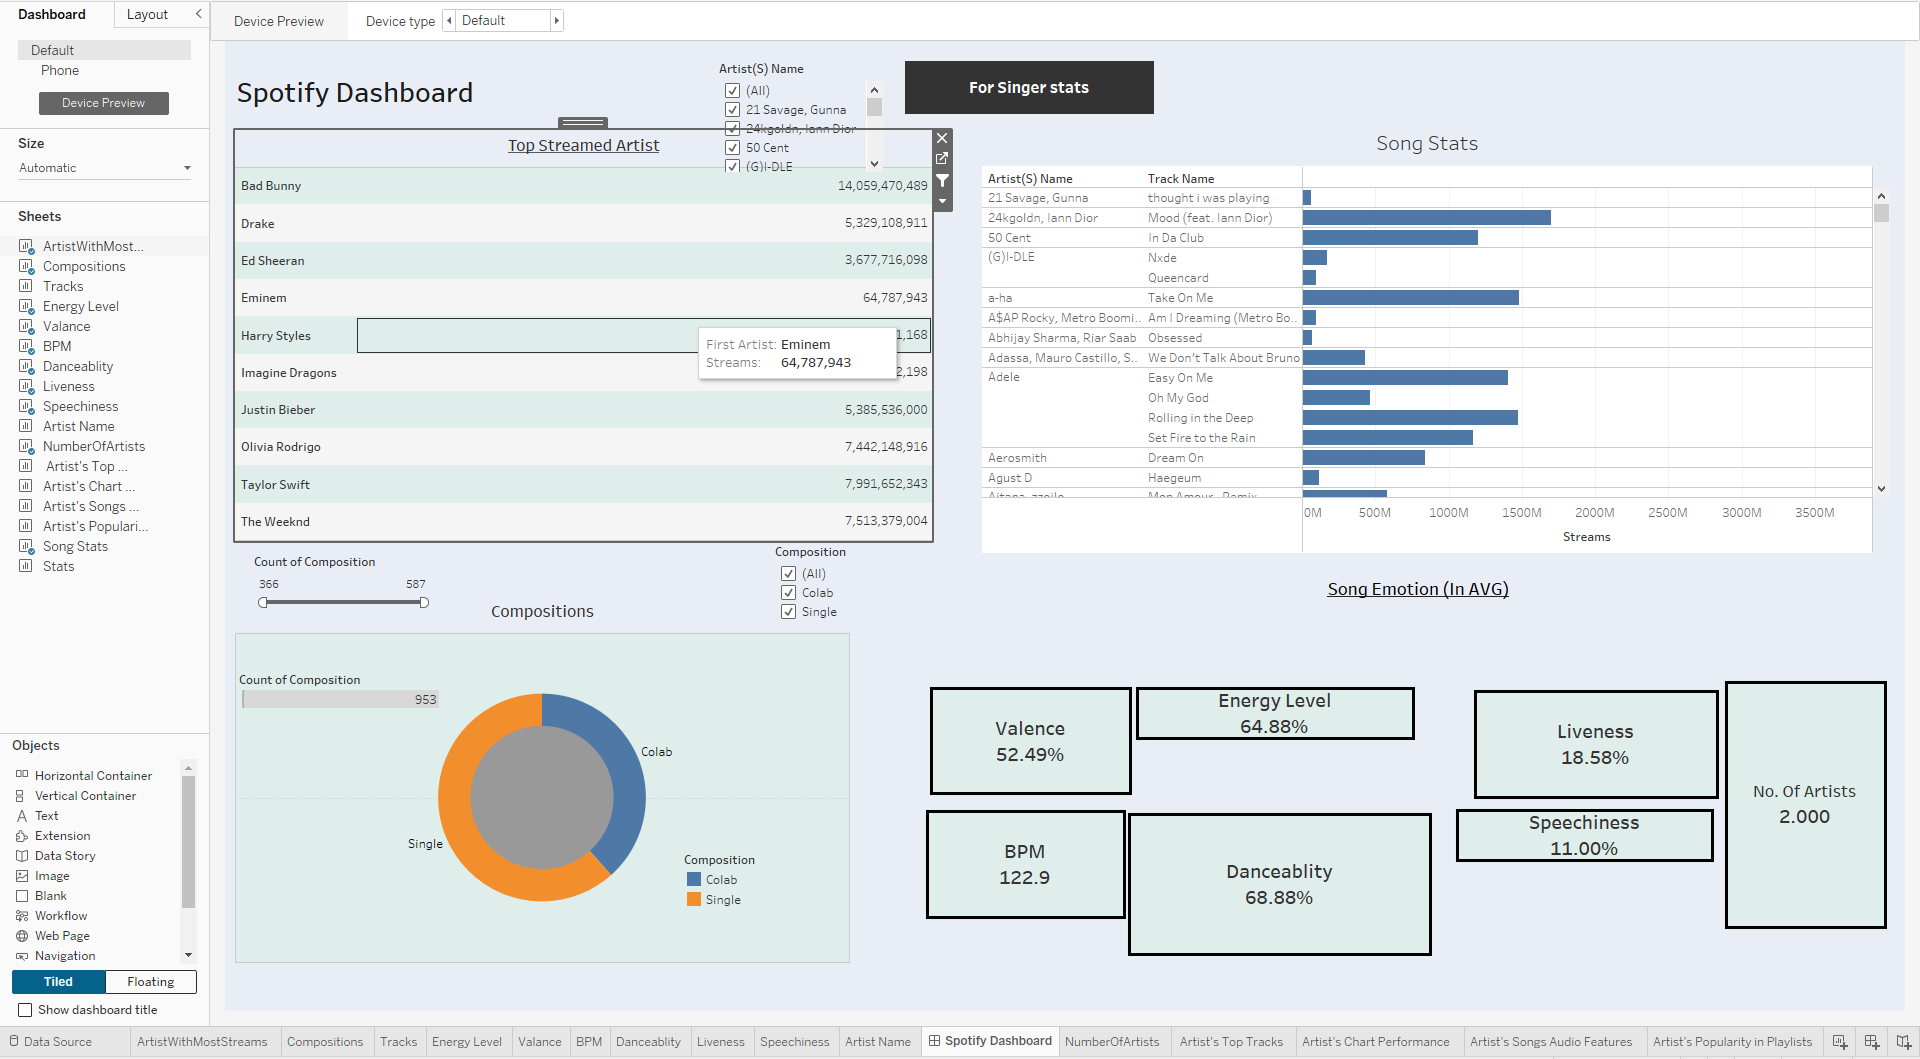 Dashboard
Layout
Device Preview
Device type
Default
Default
Phone
Device Preview
Size
Automatic
Sheets
ArtistWithMost...
Compositions
Tracks
Energy Level
Valance
BPM
Danceablity
Liveness
Speechiness
Artist Name
NumberOfArtists
Artist's Top ...
Artist's Chart ...
Artist's Songs ...
Artist's Populari...
Song Stats
Stats
Objects
Horizontal Container
Vertical Container
Text
Extension
Data Story
Image
Blank
Workflow
Web Page
Navigation
Tiled
Floating
Show dashboard title
Spotify Dashboard
Artist(S) Name
(All)
21 Savage, Gunna
24kgoldn, Iann Dior
50 Cent
(G)I-DLE
For Singer stats
Top Streamed Artist
Bad Bunny 14,059,470,489
Drake 5,329,108,911
Ed Sheeran 3,677,716,098
Eminem 64,787,943
Harry Styles 1,168
Imagine Dragons 2,198
Justin Bieber 5,385,536,000
Olivia Rodrigo 7,442,148,916
Taylor Swift 7,991,652,343
The Weeknd 7,513,379,004
First Artist: Eminem
Streams: 64,787,943
Song Stats
Artist(S) Name Track Name
21 Savage, Gunna thought i was playing
24kgoldn, Iann Dior Mood (feat. Iann Dior)
50 Cent In Da Club
(G)I-DLE Nxde
Queencard
a-ha Take On Me
A$AP Rocky, Metro Boomi.. Am I Dreaming (Metro Bo..
Abhijay Sharma, Riar Saab Obsessed
Adassa, Mauro Castillo, S.. We Don't Talk About Bruno
Adele Easy On Me
Oh My God
Rolling in the Deep
Set Fire to the Rain
Aerosmith Dream On
Agust D Haegeum
Aitana, zzoilo Mon Amour - Remix
0M 500M 1000M 1500M 2000M 2500M 3000M 3500M
Streams
Count of Composition
366 587
Composition
(All)
Colab
Single
Compositions
Count of Composition
953
Colab
Single
Composition
Colab
Single
Song Emotion (In AVG)
Valence
52.49%
Energy Level
64.88%
Liveness
18.58%
No. Of Artists
2.000
BPM
122.9
Danceablity
68.88%
Speechiness
11.00%
Data Source
ArtistWithMostStreams
Compositions
Tracks
Energy Level
Valance
BPM
Danceablity
Liveness
Speechiness
Artist Name
Spotify Dashboard
NumberOfArtists
Artist's Top Tracks
Artist's Chart Performance
Artist's Songs Audio Features
Artist's Popularity in Playlists